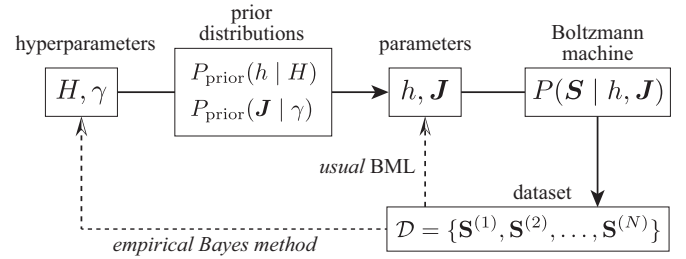 prior
distributions
hyperparameters
parameters
Boltzmann
machine
H, γ
P_prior(h | H)
P_prior(J | γ)
h, J
P(S | h, J)
usual BML
dataset
D = {S^(1), S^(2), . . . , S^(N)}
empirical Bayes method